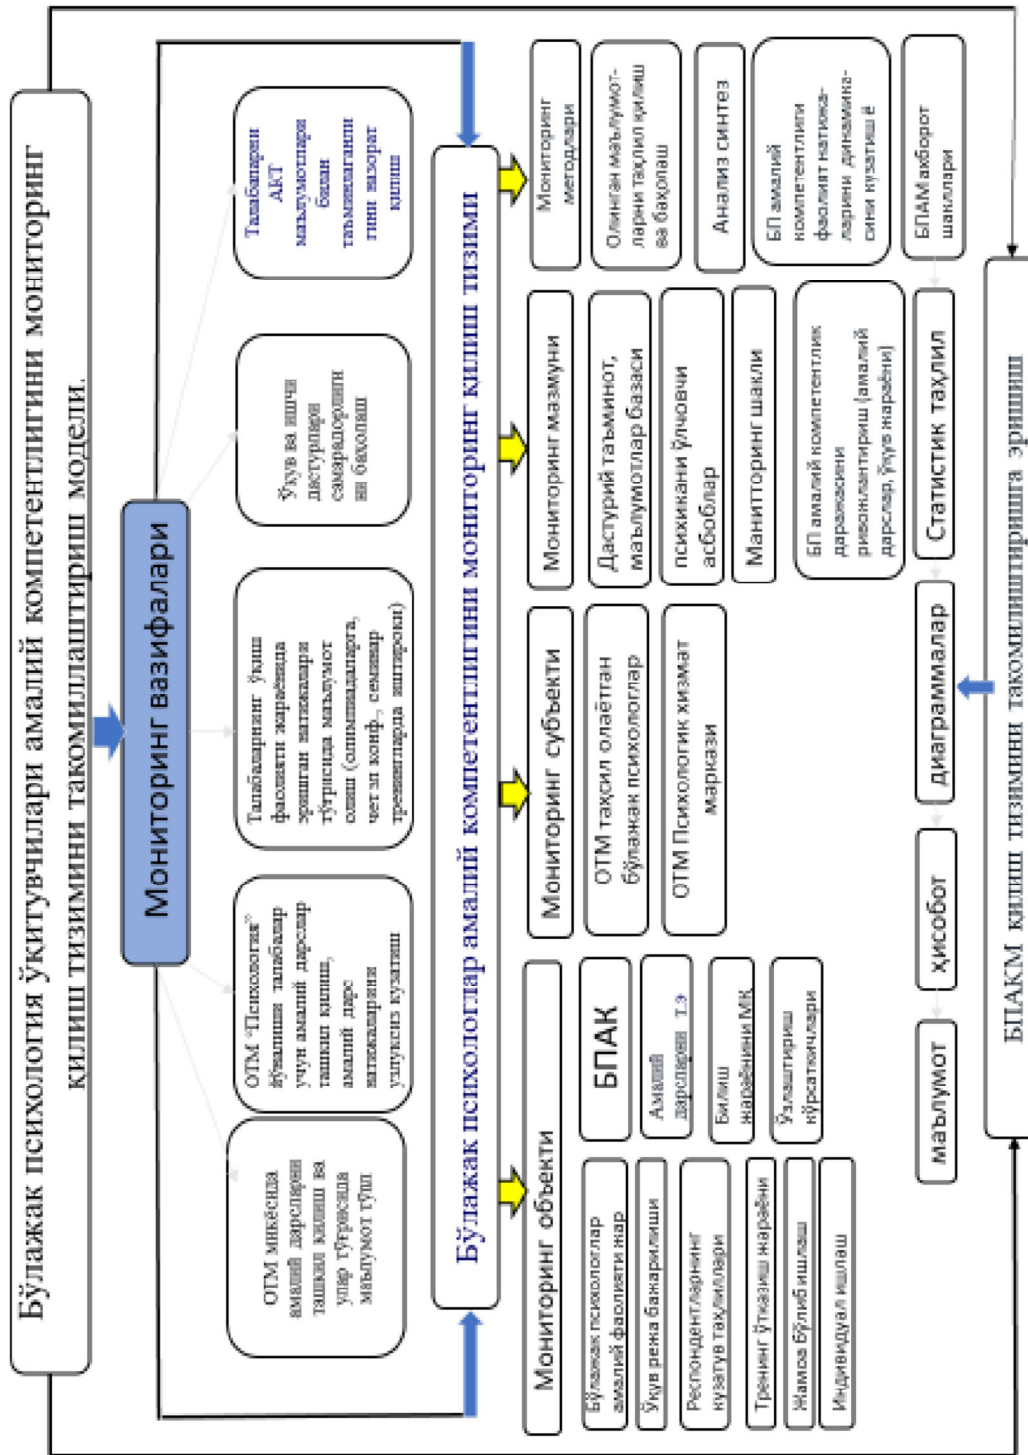 Бўлажак психология ўқитувчилари амалий компетентлигини мониторинг
қилиш тизимини такомиллаштириш модели.
Мониторинг вазифалари
ОТМ миқёсида
амалий дарсларни
ташкил қилиш ва
улар тўғрисида
маълумот тўпл
ОТМ “Психология”
йўналиши талабалар
учун амалий дарслар
ташкил қилиш,
амалий дарс
натижаларини
узлуксиз кузатиш
Талабаларнинг ўқиш
фаолияти жараёнида
эришган натижалари
тўғрисида маълумот
олиш (олимпиадаларга,
чет эл конф., семинар
тренингларда иштироки)
Ўқув ва ишчи
дастурлари
самарадорлиги
ни баҳолаш
Талабаларни
АКТ
маълумотлари
билан
таъминланганли
гини назорат
қилиш
Бўлажак психологлар амалий компетентлигини мониторинг қилиш тизими
Мониторинг объекти
Бўлажак психологлар
амалий фаолияти жар
Ўқув режа бажарилиши
Респондентларнинг
кузатув таҳлиллари
Тренинг ўтказиш жараёни
Жамоа бўлиб ишлаш
Индивидуал ишлаш
БПАК
Амалий
дарсларни т.э
Билиш
жараёнини МҚ
Ўзлаштириш
кўрсаткичлари
Мониторинг субъекти
ОТМ таҳсил олаётган
бўлажак психологлар
ОТМ Психологик хизмат
маркази
Мониторинг мазмуни
Дастурий таъминот,
маълумотлар базаси
психикани ўлчовчи
асбоблар
Маниторинг шакли
БП амалий компетентлик
даражасини
ривожлантириш (амалий
дарслар, ўқув жараёни)
Мониторинг
методлари
Олинган маълумот-
ларни таҳлил қилиш
ва баҳолаш
Анализ синтез
БП амалий
компетентлиги
фаолият натижа-
ларини динамика-
сини кузатиш ё
БПАМ акборот
шакллари
Статистик таҳлил
диаграммалар
ҳисобот
маълумот
БПАКМ қилиш тизимини такомилиштиришга эришиш